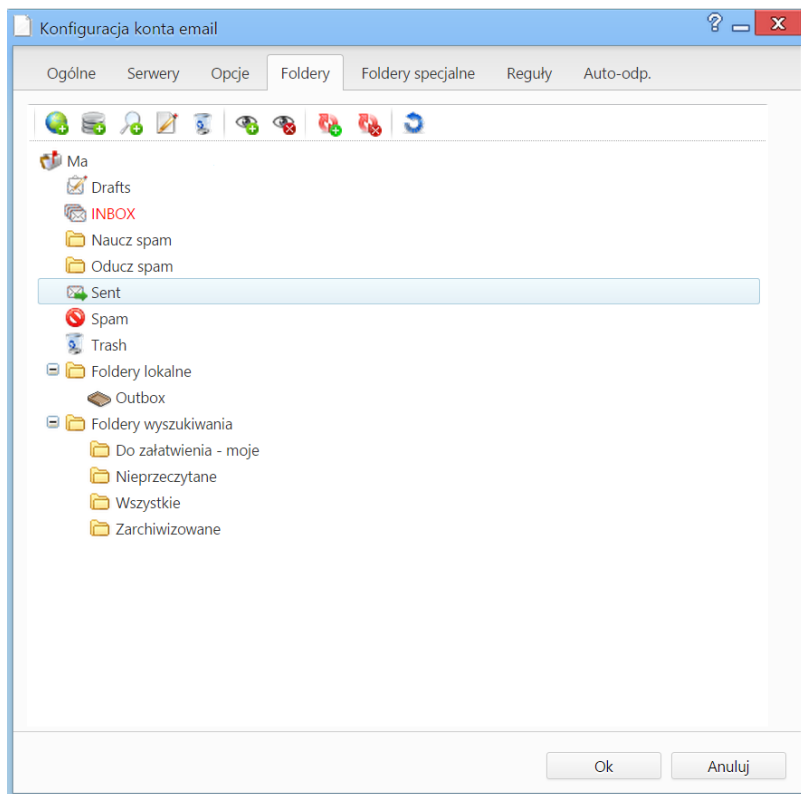 Konfiguracja konta email
Ogólne Serwery Opcje Foldery Foldery specjalne Reguły Auto-odp.
Ma
Drafts
INBOX
Naucz spam
Oducz spam
Sent
Spam
Trash
Foldery lokalne
Outbox
Foldery wyszukiwania
Do załatwienia - moje
Nieprzeczytane
Wszystkie
Zarchiwizowane
Ok Anuluj